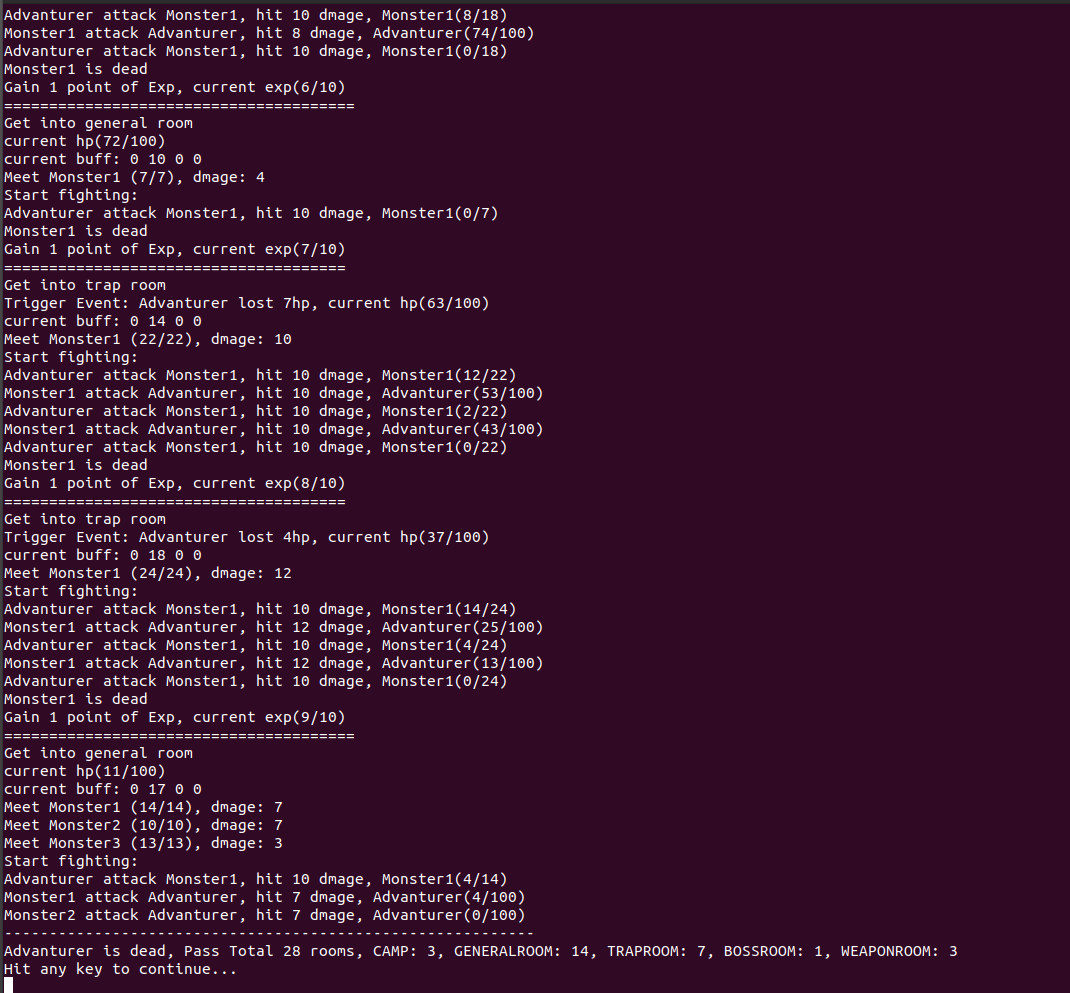 Advanturer attack Monster1, hit 10 dmage, Monster1(8/18)
Monster1 attack Advanturer, hit 8 dmage, Advanturer(74/100)
Advanturer attack Monster1, hit 10 dmage, Monster1(0/18)
Monster1 is dead
Gain 1 point of Exp, current exp(6/10)
=======================================
Get into general room
current hp(72/100)
current buff: 0 10 0 0
Meet Monster1 (7/7), dmage: 4
Start fighting:
Advanturer attack Monster1, hit 10 dmage, Monster1(0/7)
Monster1 is dead
Gain 1 point of Exp, current exp(7/10)
======================================
Get into trap room
Trigger Event: Advanturer lost 7hp, current hp(63/100)
current buff: 0 14 0 0
Meet Monster1 (22/22), dmage: 10
Start fighting:
Advanturer attack Monster1, hit 10 dmage, Monster1(12/22)
Monster1 attack Advanturer, hit 10 dmage, Advanturer(53/100)
Advanturer attack Monster1, hit 10 dmage, Monster1(2/22)
Monster1 attack Advanturer, hit 10 dmage, Advanturer(43/100)
Advanturer attack Monster1, hit 10 dmage, Monster1(0/22)
Monster1 is dead
Gain 1 point of Exp, current exp(8/10)
======================================
Get into trap room
Trigger Event: Advanturer lost 4hp, current hp(37/100)
current buff: 0 18 0 0
Meet Monster1 (24/24), dmage: 12
Start fighting:
Advanturer attack Monster1, hit 10 dmage, Monster1(14/24)
Monster1 attack Advanturer, hit 12 dmage, Advanturer(25/100)
Advanturer attack Monster1, hit 10 dmage, Monster1(4/24)
Monster1 attack Advanturer, hit 12 dmage, Advanturer(13/100)
Advanturer attack Monster1, hit 10 dmage, Monster1(0/24)
Monster1 is dead
Gain 1 point of Exp, current exp(9/10)
=======================================
Get into general room
current hp(11/100)
current buff: 0 17 0 0
Meet Monster1 (14/14), dmage: 7
Meet Monster2 (10/10), dmage: 7
Meet Monster3 (13/13), dmage: 3
Start fighting:
Advanturer attack Monster1, hit 10 dmage, Monster1(4/14)
Monster1 attack Advanturer, hit 7 dmage, Advanturer(4/100)
Monster2 attack Advanturer, hit 7 dmage, Advanturer(0/100)
-----------------------------------------------------------
Advanturer is dead, Pass Total 28 rooms, CAMP: 3, GENERALROOM: 14, TRAPROOM: 7, BOSSROOM: 1, WEAPONROOM: 3
Hit any key to continue...